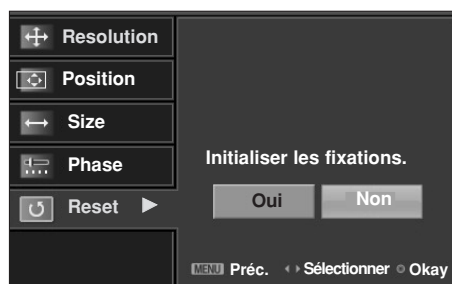 Resolution
Position
Size
Phase
Reset
Initialiser les fixations.
Oui Non
MENU Préc. Sélectionner Okay